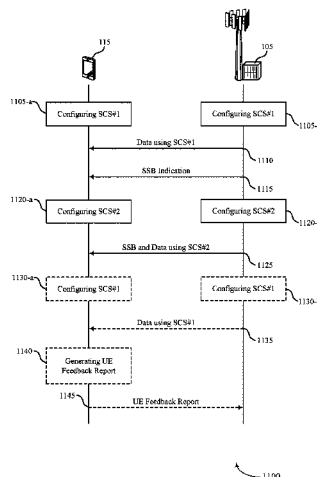 115
105
1105-a
Configuring SCS#1
Configuring SCS#1
1105-
Data using SCS#1
1110
SSB Indication
1115
1120-a
Configuring SCS#2
Configuring SCS#2
1120-
SSB and Data using SCS#2
1125
1130-a
Configuring SCS#1
Configuring SCS#1
1130-
Data using SCS#1
1135
1140
Generating UE
Feedback Report
1145
UE Feedback Report
1100